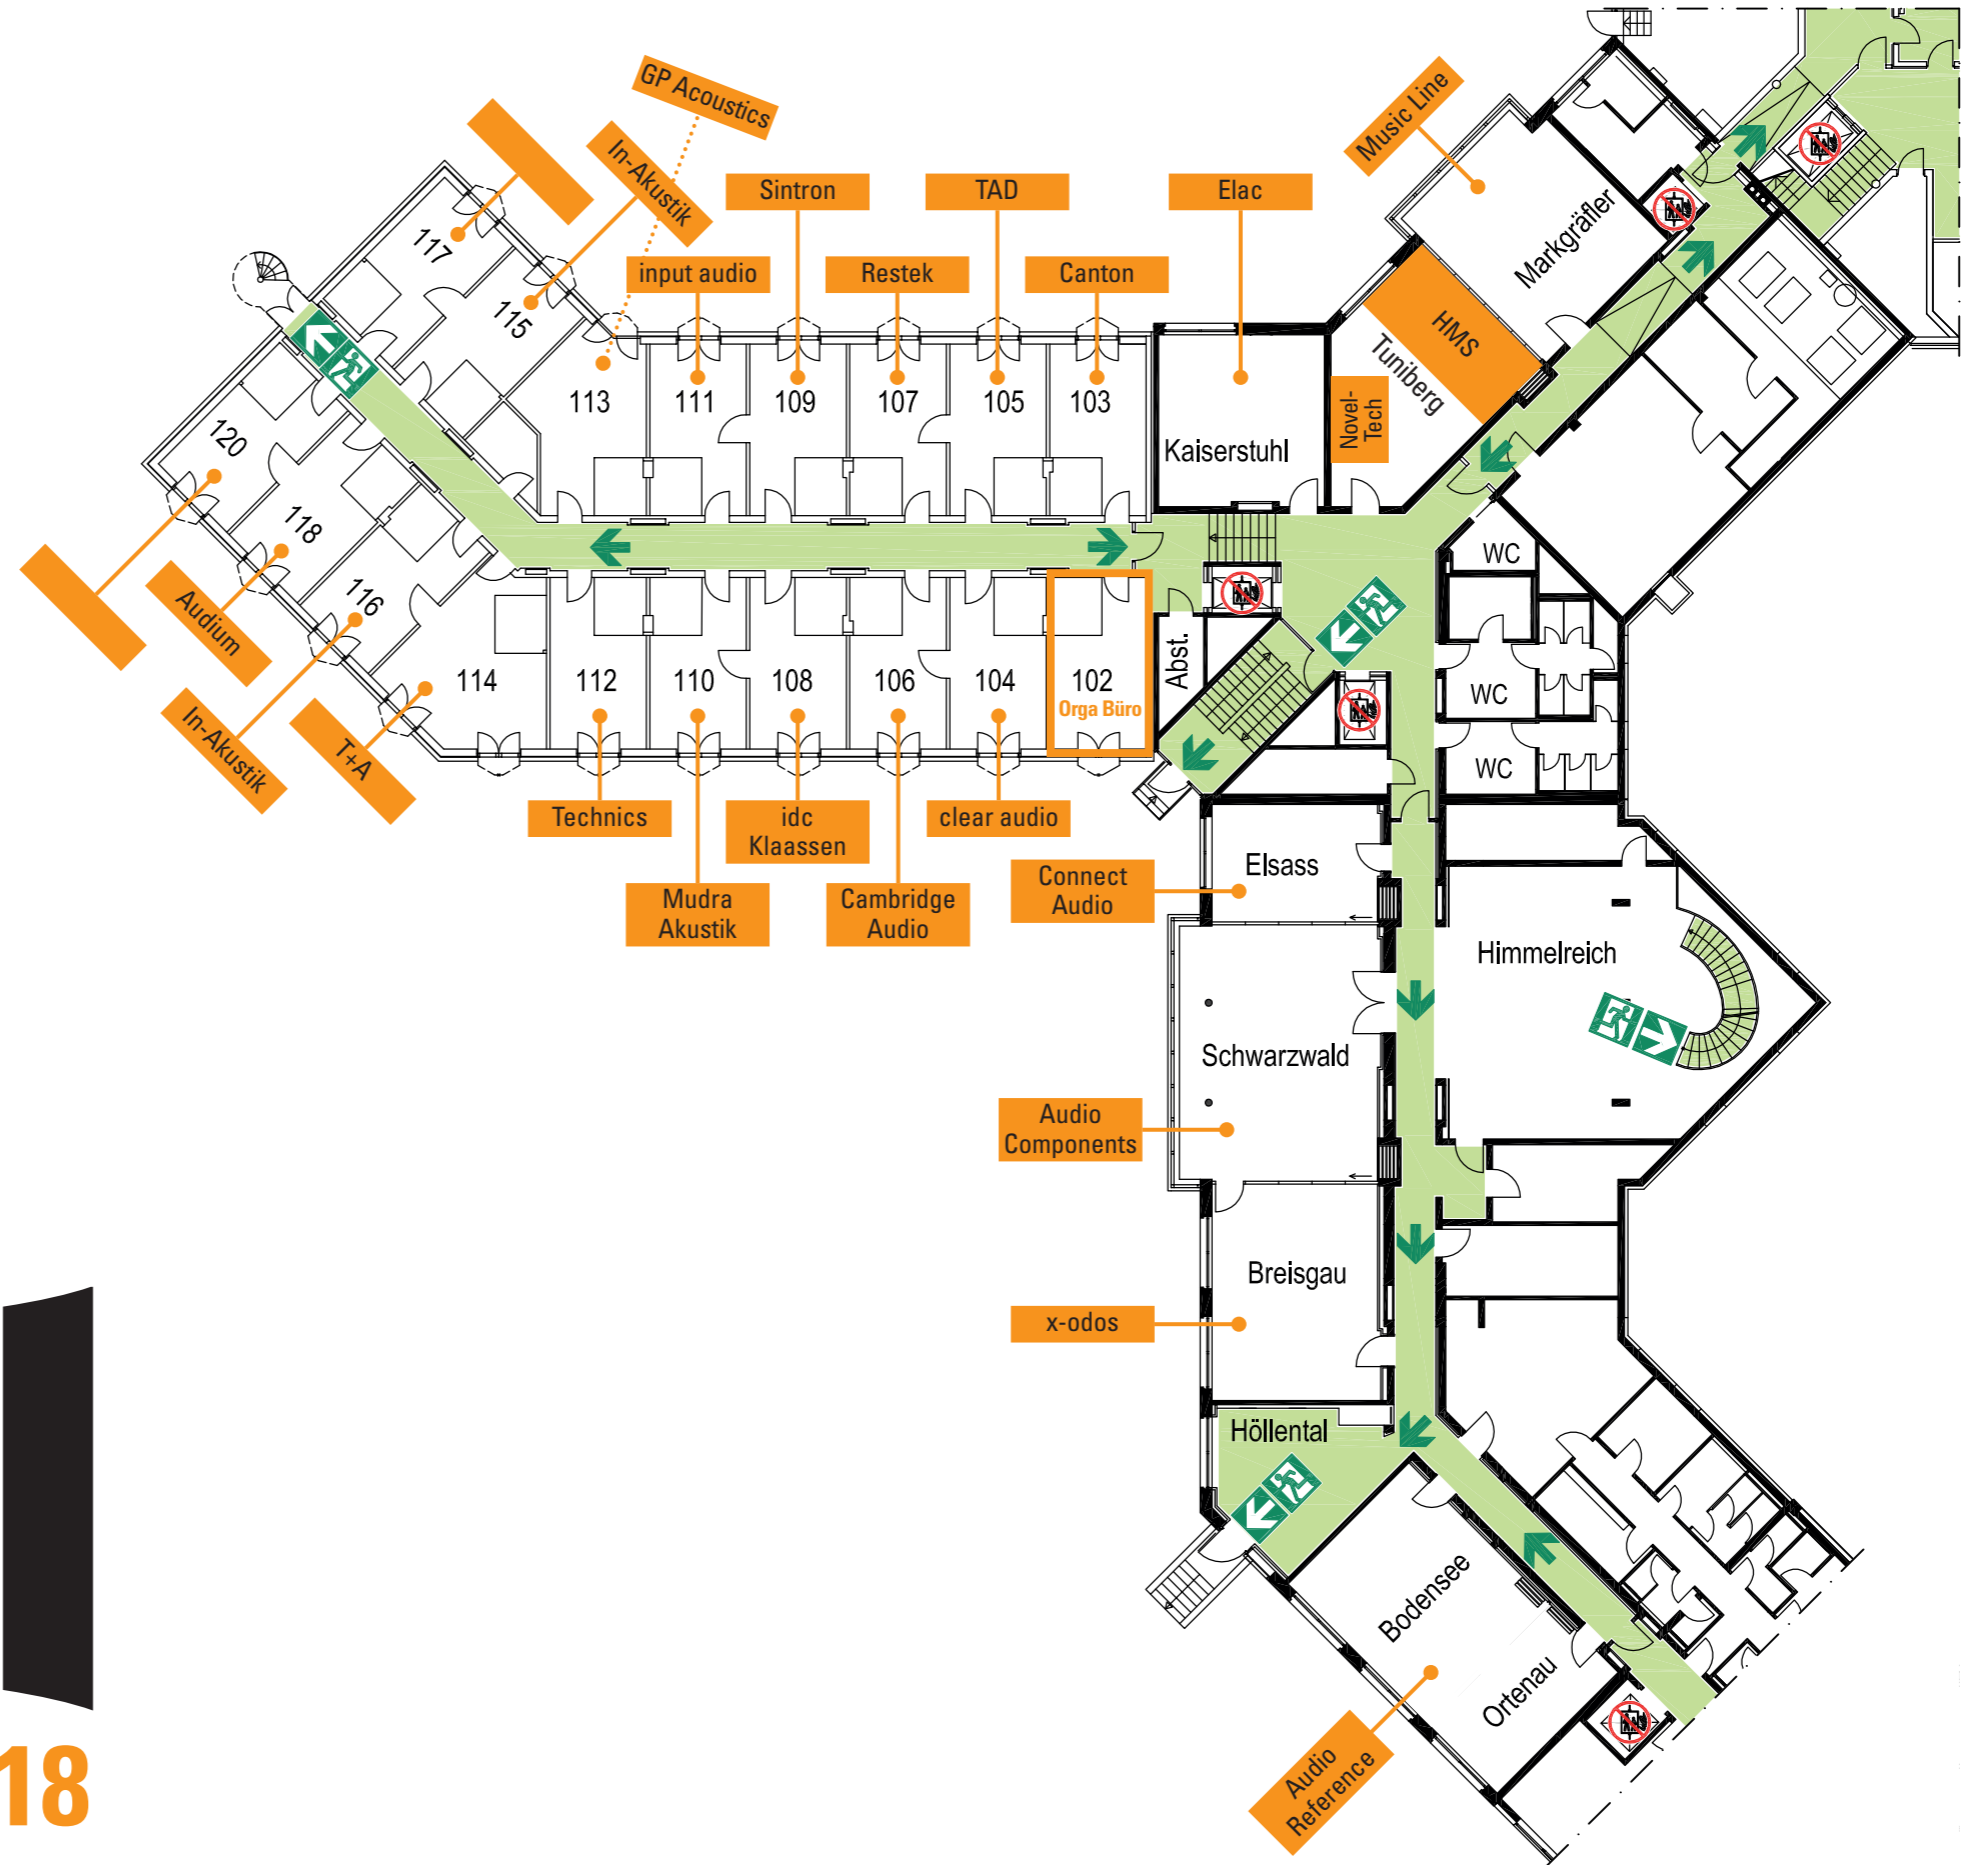 GP Acoustics
In-Akustik
Sintron
TAD
Elac
Music Line
input audio
Restek
Canton
117
115
113
111
109
107
105
103
Kaiserstuhl
Novel-
Tech
Tuniberg
HMS
Markgräfler
120
118
116
114
112
110
108
106
104
102
Orga Büro
Abst.
WC
WC
WC
Audium
In-Akustik
T+A
Technics
Mudra
Akustik
idc
Klaassen
Cambridge
Audio
clear audio
Connect
Audio
Elsass
Himmelreich
Schwarzwald
Audio
Components
Breisgau
x-odos
Höllental
Bodensee
Ortenau
Audio
Reference
18